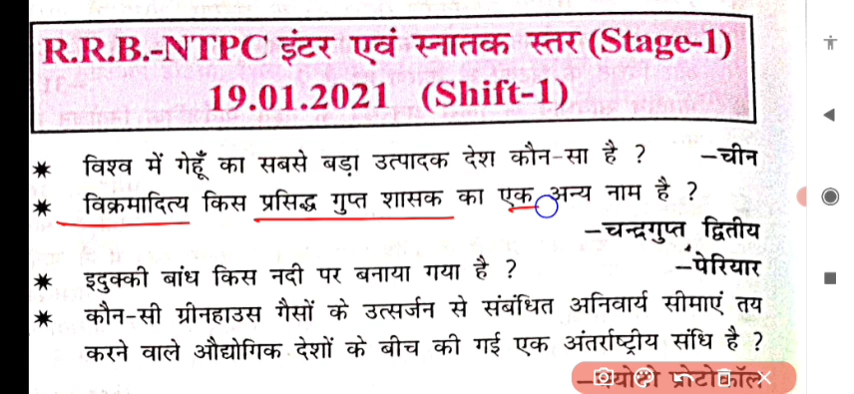 R.R.B.-NTPC इंटर एवं स्नातक स्तर (Stage-1)
19.01.2021 (Shift-1)
* विश्व में गेहूँ का सबसे बड़ा उत्पादक देश कौन-सा है ? –चीन
* विक्रमादित्य किस प्रसिद्ध गुप्त शासक का एक अन्य नाम है ?
–चन्द्रगुप्त द्वितीय
* इदुक्की बांध किस नदी पर बनाया गया है ? –पेरियार
* कौन-सी ग्रीनहाउस गैसों के उत्सर्जन से संबंधित अनिवार्य सीमाएं तय
करने वाले औद्योगिक देशों के बीच की गई एक अंतर्राष्ट्रीय संधि है ?
प्रोटोकॉल